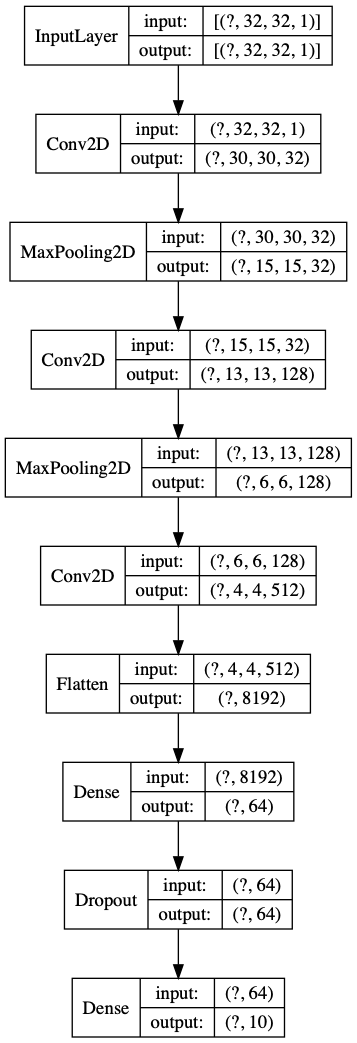 InputLayer
input: [(?, 32, 32, 1)]
output: [(?, 32, 32, 1)]
Conv2D
input: (?, 32, 32, 1)
output: (?, 30, 30, 32)
MaxPooling2D
input: (?, 30, 30, 32)
output: (?, 15, 15, 32)
Conv2D
input: (?, 15, 15, 32)
output: (?, 13, 13, 128)
MaxPooling2D
input: (?, 13, 13, 128)
output: (?, 6, 6, 128)
Conv2D
input: (?, 6, 6, 128)
output: (?, 4, 4, 512)
Flatten
input: (?, 4, 4, 512)
output: (?, 8192)
Dense
input: (?, 8192)
output: (?, 64)
Dropout
input: (?, 64)
output: (?, 64)
Dense
input: (?, 64)
output: (?, 10)